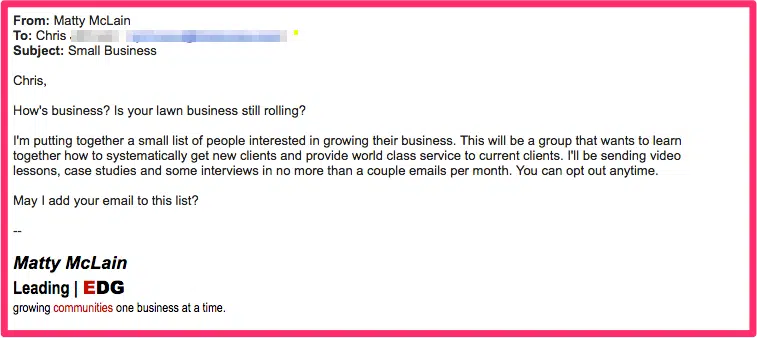 From: Matty McLain
To: Chris
Subject: Small Business
Chris,
How's business? Is your lawn business still rolling?
I'm putting together a small list of people interested in growing their business. This will be a group that wants to learn
together how to systematically get new clients and provide world class service to current clients. I'll be sending video
lessons, case studies and some interviews in no more than a couple emails per month. You can opt out anytime.
May I add your email to this list?
--
Matty McLain
Leading | EDG
growing communities one business at a time.